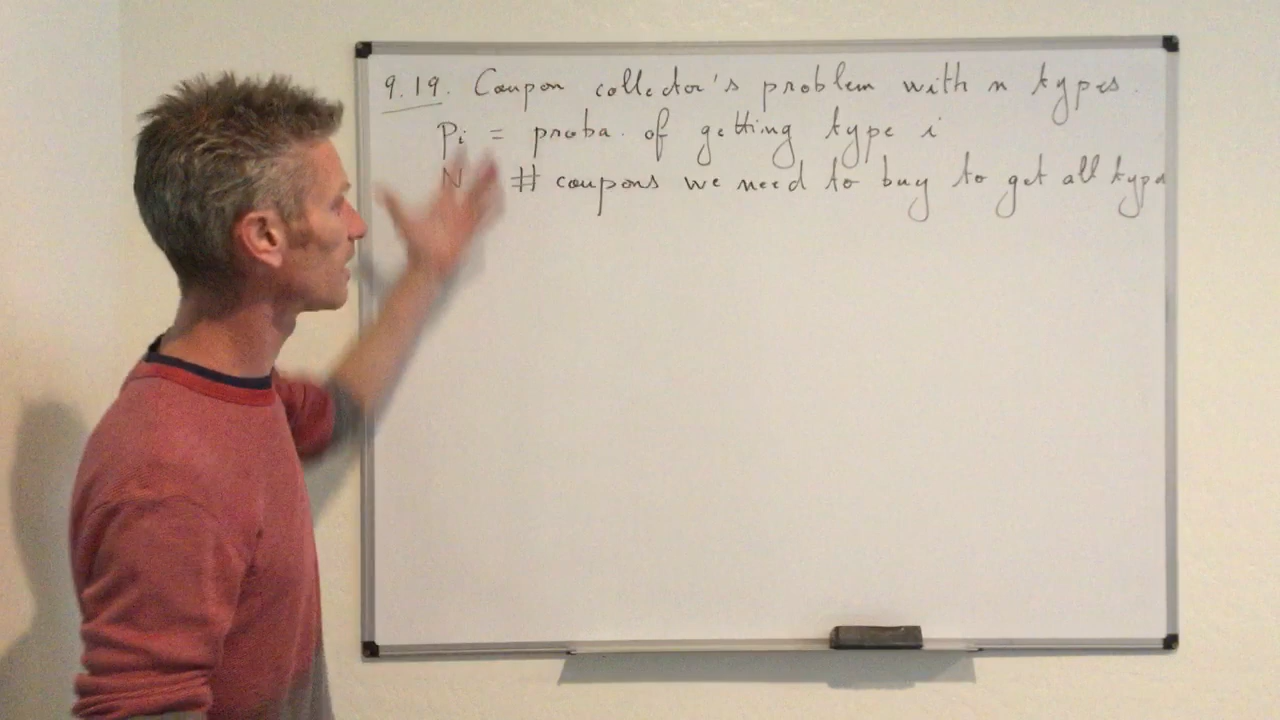 9.19. Coupon collector's problem with n types.
Pi = proba. of getting type i
N # coupons we need to buy to get all type